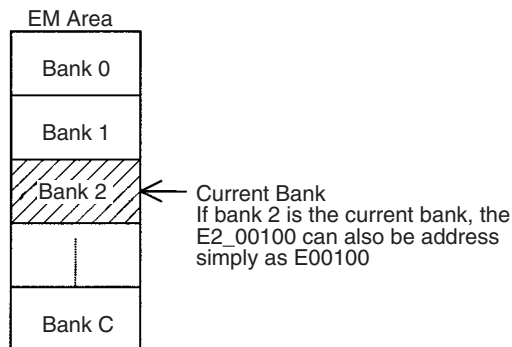 EM Area
Bank 0
Bank 1
Bank 2
Current Bank
If bank 2 is the current bank, the
E2_00100 can also be address
simply as E00100
Bank C